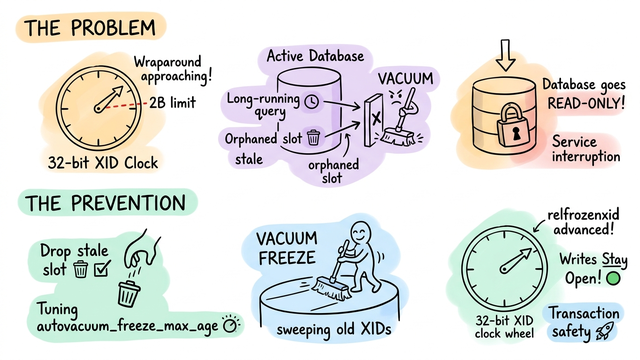 THE PROBLEM
Wraparound
approaching!
2B limit
32-bit XID Clock
Active Database
VACUUM
Long-running
query
Orphaned slot
stale
orphaned
slot
X
Database goes
READ-ONLY!
Service
interruption
THE PREVENTION
Drop stale
slot
Tuning
autovacuum_freeze_max_age
VACUUM
FREEZE
sweeping old XIDs
relfrozenxid
advanced!
Writes Stay
Open!
32-bit XID
clock wheel
Transaction
safety